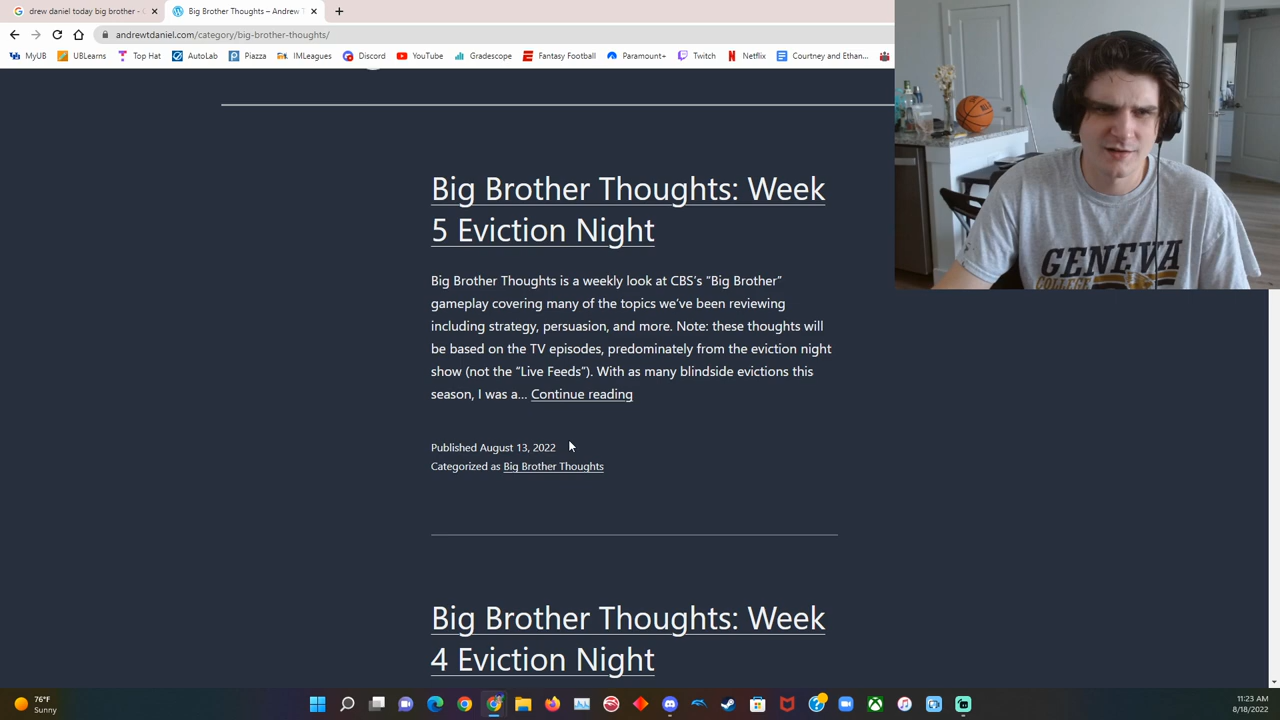 drew daniel today big brother -
Big Brother Thoughts – Andrew T
andrewtdaniel.com/category/big-brother-thoughts/
MyUB
UBLearns
Top Hat
AutoLab
Piazza
IMLeagues
Discord
YouTube
Gradescope
Fantasy Football
Paramount+
Twitch
Netflix
Courtney and Ethan...
Big Brother Thoughts: Week
5 Eviction Night
Big Brother Thoughts is a weekly look at CBS’s “Big Brother”
gameplay covering many of the topics we’ve been reviewing
including strategy, persuasion, and more. Note: these thoughts will
be based on the TV episodes, predominately from the eviction night
show (not the “Live Feeds”). With as many blindside evictions this
season, I was a… Continue reading
Published August 13, 2022
Categorized as Big Brother Thoughts
Big Brother Thoughts: Week
4 Eviction Night
GENEVA
COLLEGE
76°F
Sunny
11:23 AM
8/18/2022